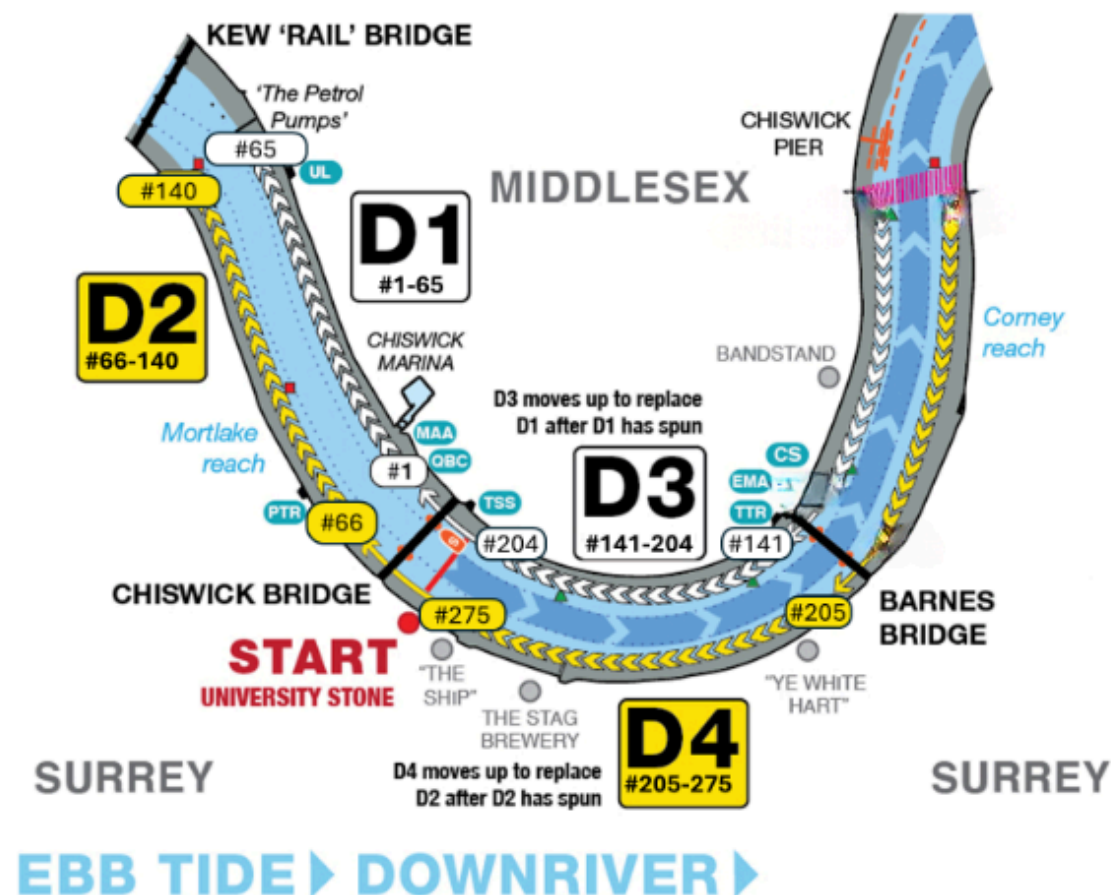 KEW ‘RAIL’ BRIDGE
‘The Petrol
Pumps’
#65
UL
#140
MIDDLESEX
CHISWICK
PIER
D1
#1-65
D2
#66-140
CHISWICK
MARINA
Corney
reach
BANDSTAND
D3 moves up to replace
D1 after D1 has spun
Mortlake
reach
MAA
QBC
#1
CS
EMA
D3
#141-204
PTR
#66
TSS
TTR
S
#204
#141
CHISWICK BRIDGE
#275
#205
BARNES
BRIDGE
START
UNIVERSITY STONE
"THE
SHIP"
"YE WHITE
HART"
THE STAG
BREWERY
D4
#205-275
SURREY
D4 moves up to replace
D2 after D2 has spun
SURREY
EBB TIDE DOWNRIVER